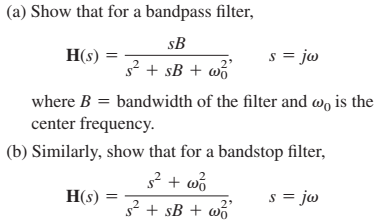 (a) Show that for a bandpass filter,
H(s) = sB / (s² + sB + ω₀²), s = jω
where B = bandwidth of the filter and ω₀ is the
center frequency.
(b) Similarly, show that for a bandstop filter,
H(s) = (s² + ω₀²) / (s² + sB + ω₀²), s = jω